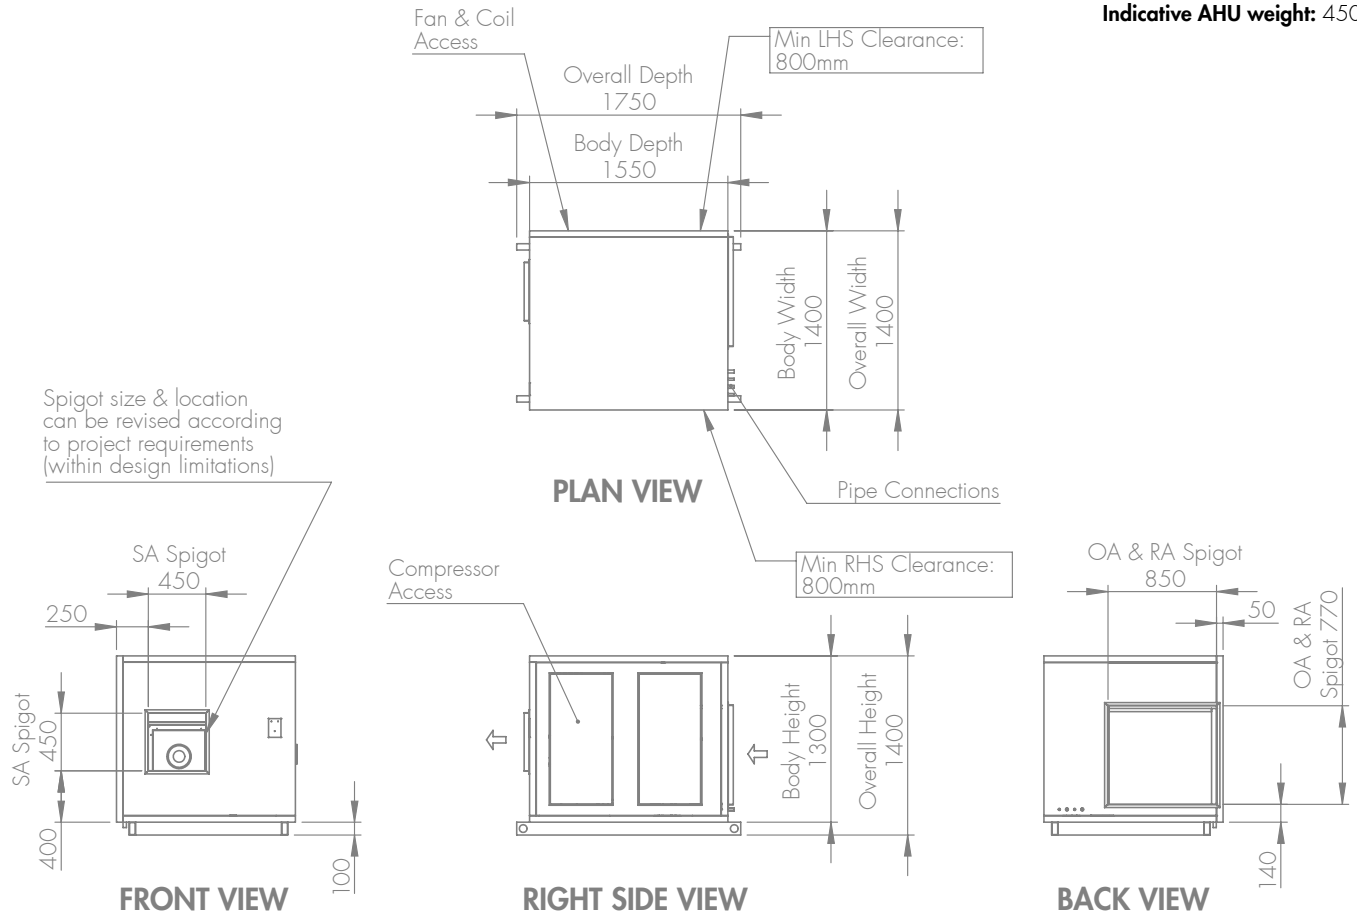 Indicative AHU weight: 450
Fan & Coil
Access
Min LHS Clearance:
800mm
Overall Depth
1750
Body Depth
1550
Body Width
1400
Overall Width
1400
Spigot size & location
can be revised according
to project requirements
(within design limitations)
PLAN VIEW
Pipe Connections
Min RHS Clearance:
800mm
SA Spigot
450
250
SA Spigot
450
400
100
FRONT VIEW
Compressor
Access
Body Height
1300
Overall Height
1400
RIGHT SIDE VIEW
OA & RA Spigot
850
50
OA & RA
Spigot 770
140
BACK VIEW